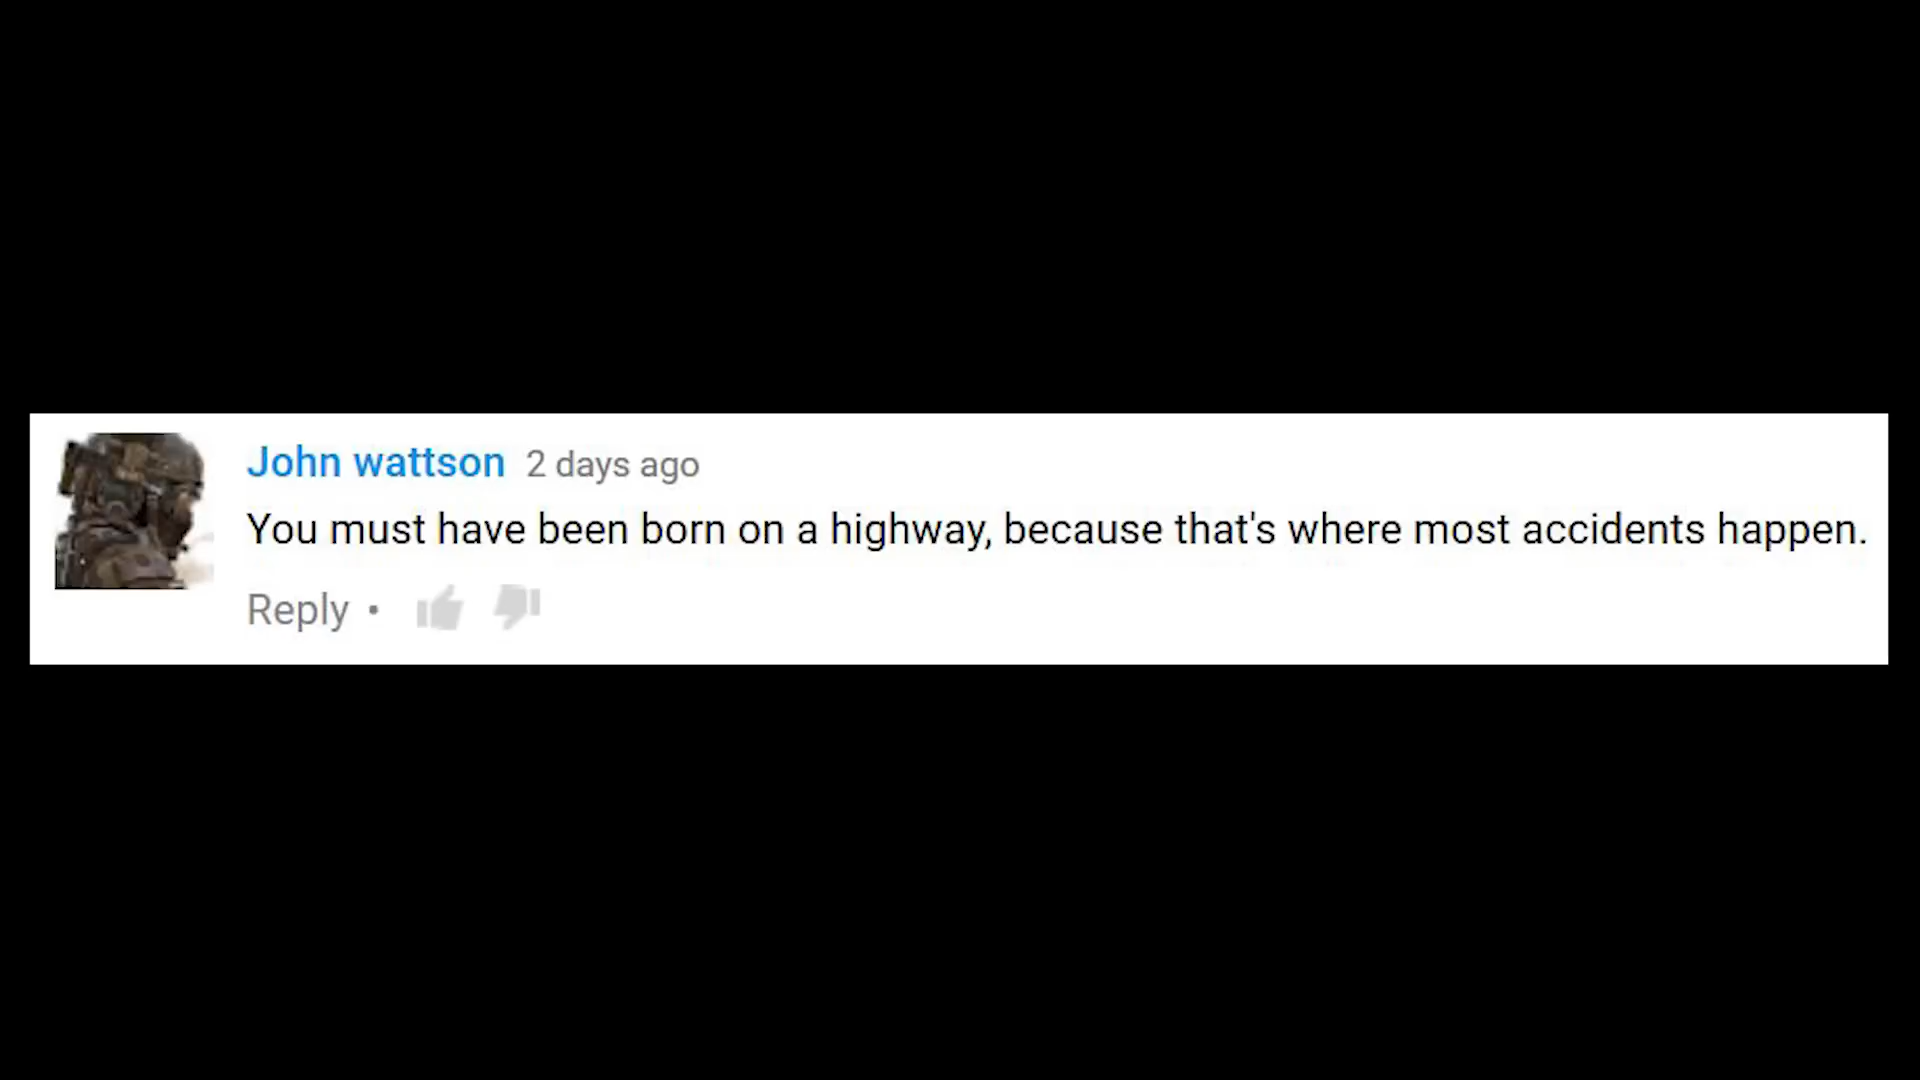 John wattson 2 days ago
You must have been born on a highway, because that's where most accidents happen.
Reply •